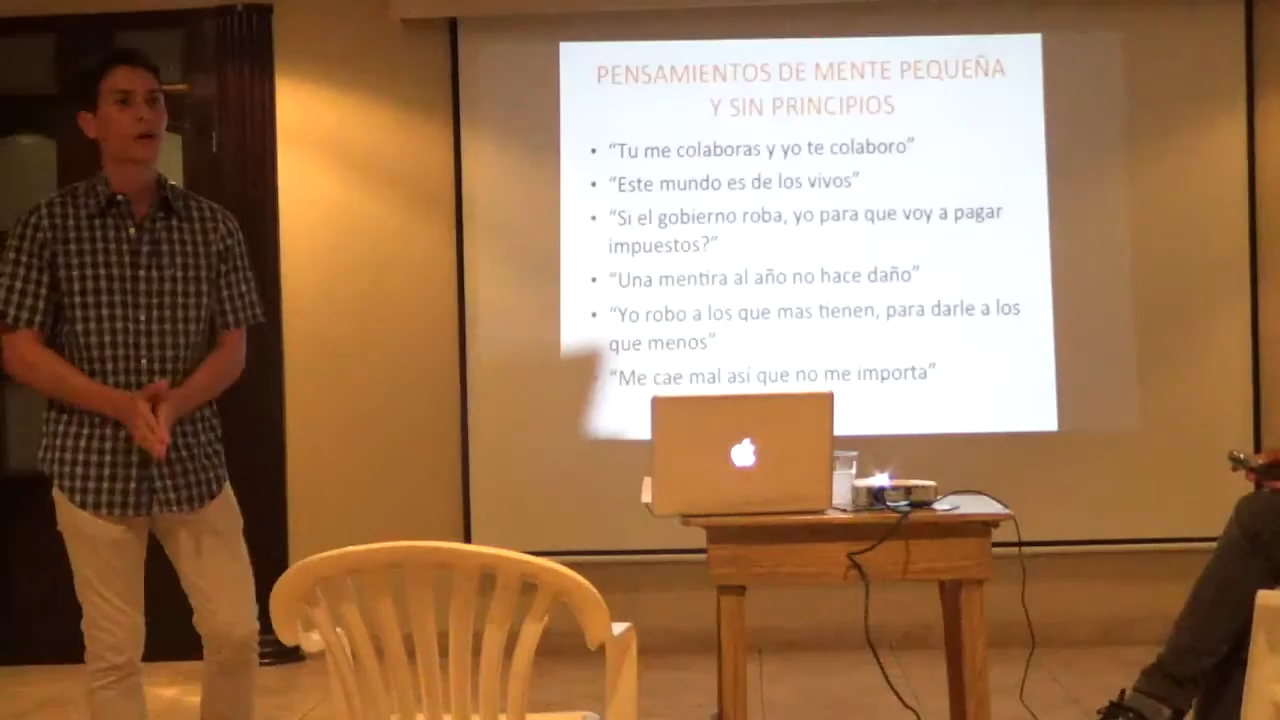 PENSAMIENTOS DE MENTE PEQUEÑA
Y SIN PRINCIPIOS
• “Tu me colaboras y yo te colaboro”
• “Este mundo es de los vivos”
• “Si el gobierno roba, yo para que voy a pagar
impuestos?”
• “Una mentira al año no hace daño”
• “Yo robo a los que mas tienen, para darle a los
que menos”
• “Me cae mal así que no me importa”